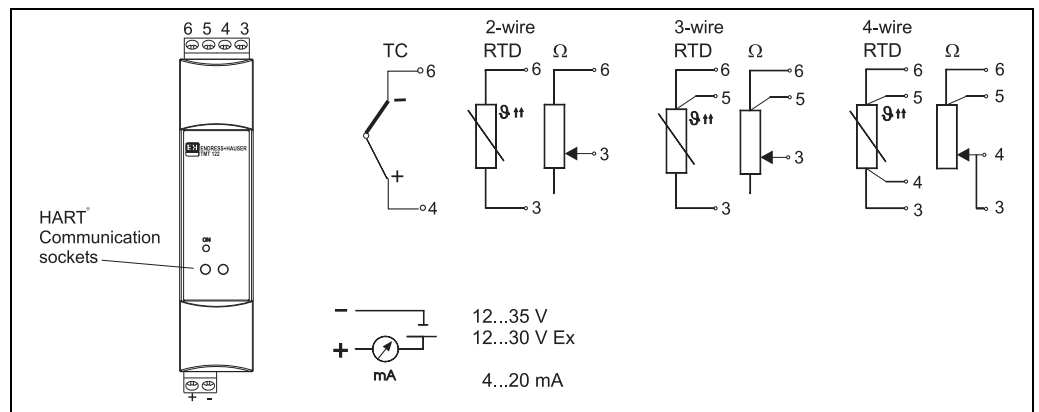 6 5 4 3
E+H ENDRESS+HAUSER
TMT 122
HART®
Communication
sockets
ON
+ -
TC
6
−
+
4
2-wire
RTD Ω
6 6
ϑ↑↑
3
3
3-wire
RTD Ω
6 6
5 5
ϑ↑↑
3
3
4-wire
RTD Ω
6 6
5 5
ϑ↑↑
4
4
3 3
−
+
mA
12...35 V
12...30 V Ex
4...20 mA